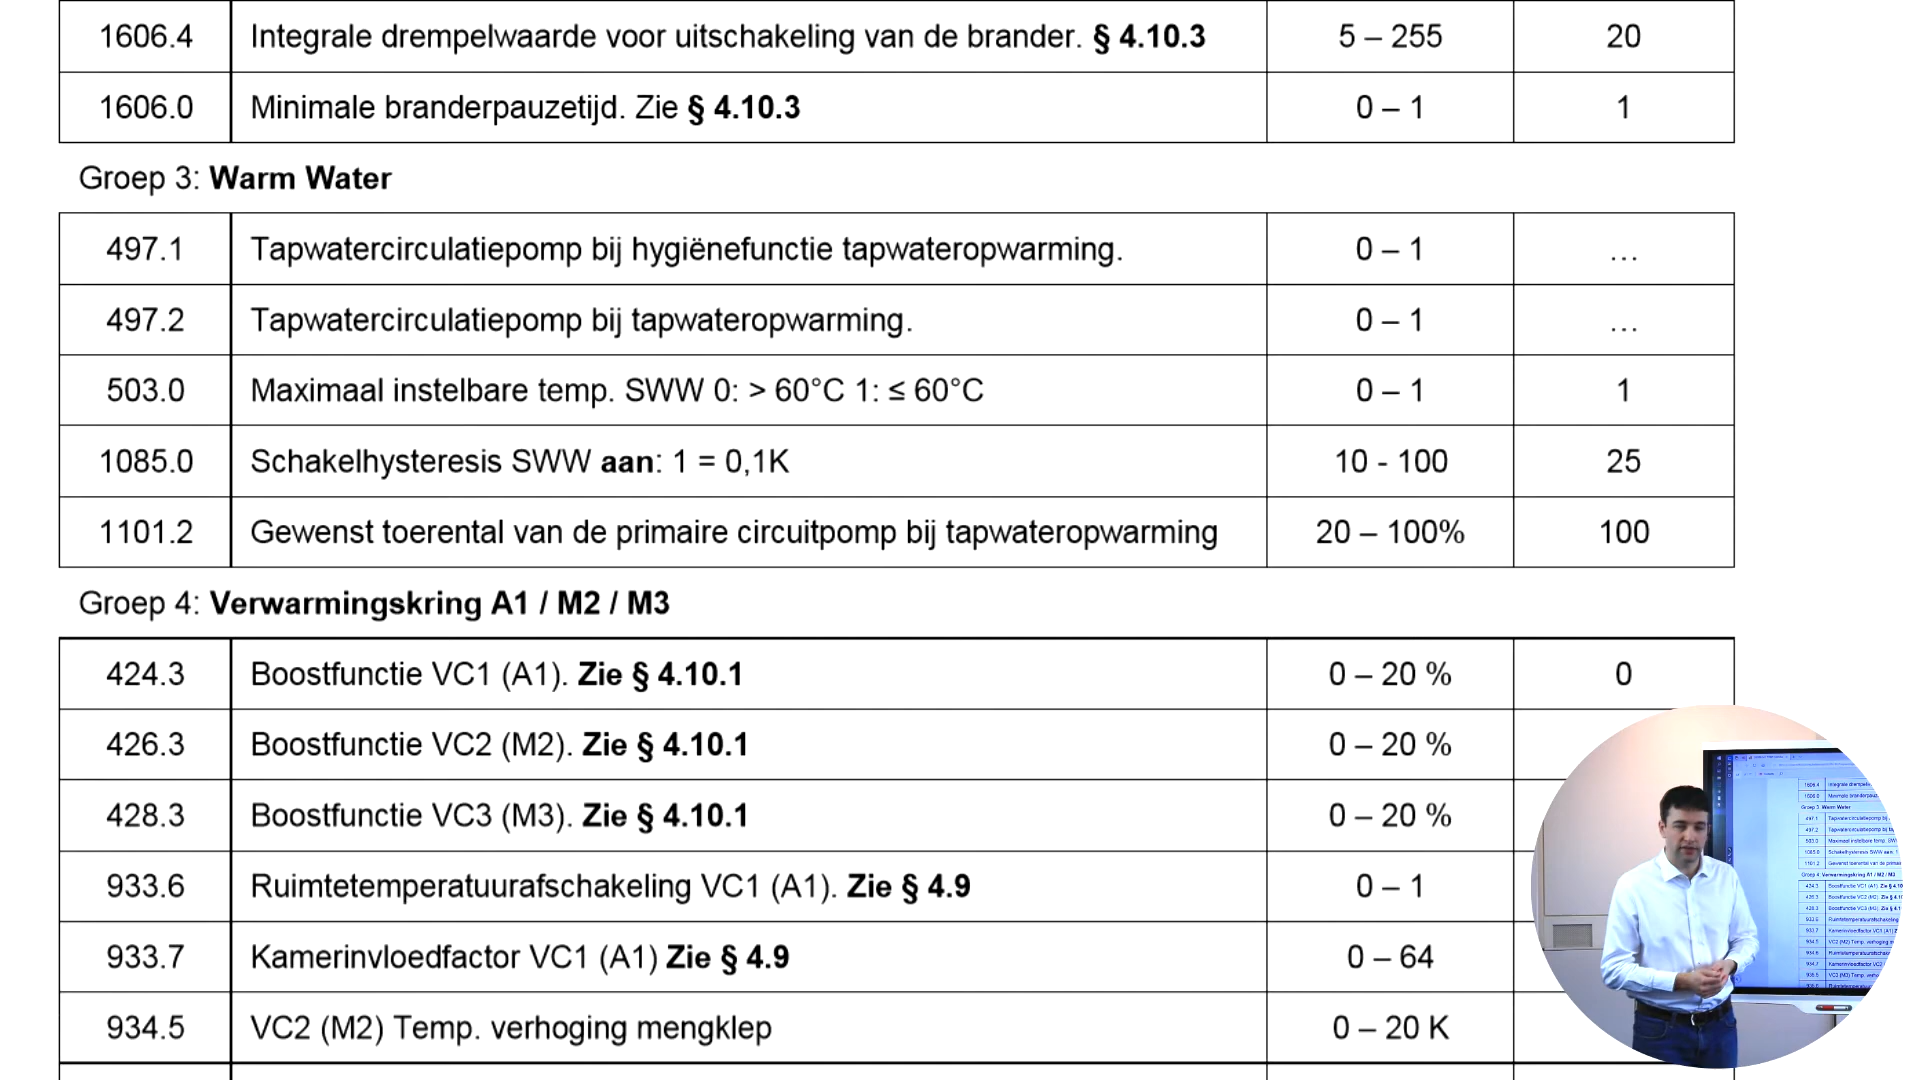 1606.4 Integrale drempelwaarde voor uitschakeling van de brander. § 4.10.3 5 – 255 20
1606.0 Minimale branderpauzetijd. Zie § 4.10.3 0 – 1 1
Groep 3: Warm Water
497.1 Tapwatercirculatiepomp bij hygiënefunctie tapwateropwarming. 0 – 1 …
497.2 Tapwatercirculatiepomp bij tapwateropwarming. 0 – 1 …
503.0 Maximaal instelbare temp. SWW 0: > 60°C 1: ≤ 60°C 0 – 1 1
1085.0 Schakelhysteresis SWW aan: 1 = 0,1K 10 - 100 25
1101.2 Gewenst toerental van de primaire circuitpomp bij tapwateropwarming 20 – 100% 100
Groep 4: Verwarmingskring A1 / M2 / M3
424.3 Boostfunctie VC1 (A1). Zie § 4.10.1 0 – 20 % 0
426.3 Boostfunctie VC2 (M2). Zie § 4.10.1 0 – 20 %
428.3 Boostfunctie VC3 (M3). Zie § 4.10.1 0 – 20 %
933.6 Ruimtetemperatuurafschakeling VC1 (A1). Zie § 4.9 0 – 1
933.7 Kamerinvloedfactor VC1 (A1) Zie § 4.9 0 – 64
934.5 VC2 (M2) Temp. verhoging mengklep 0 – 20 K